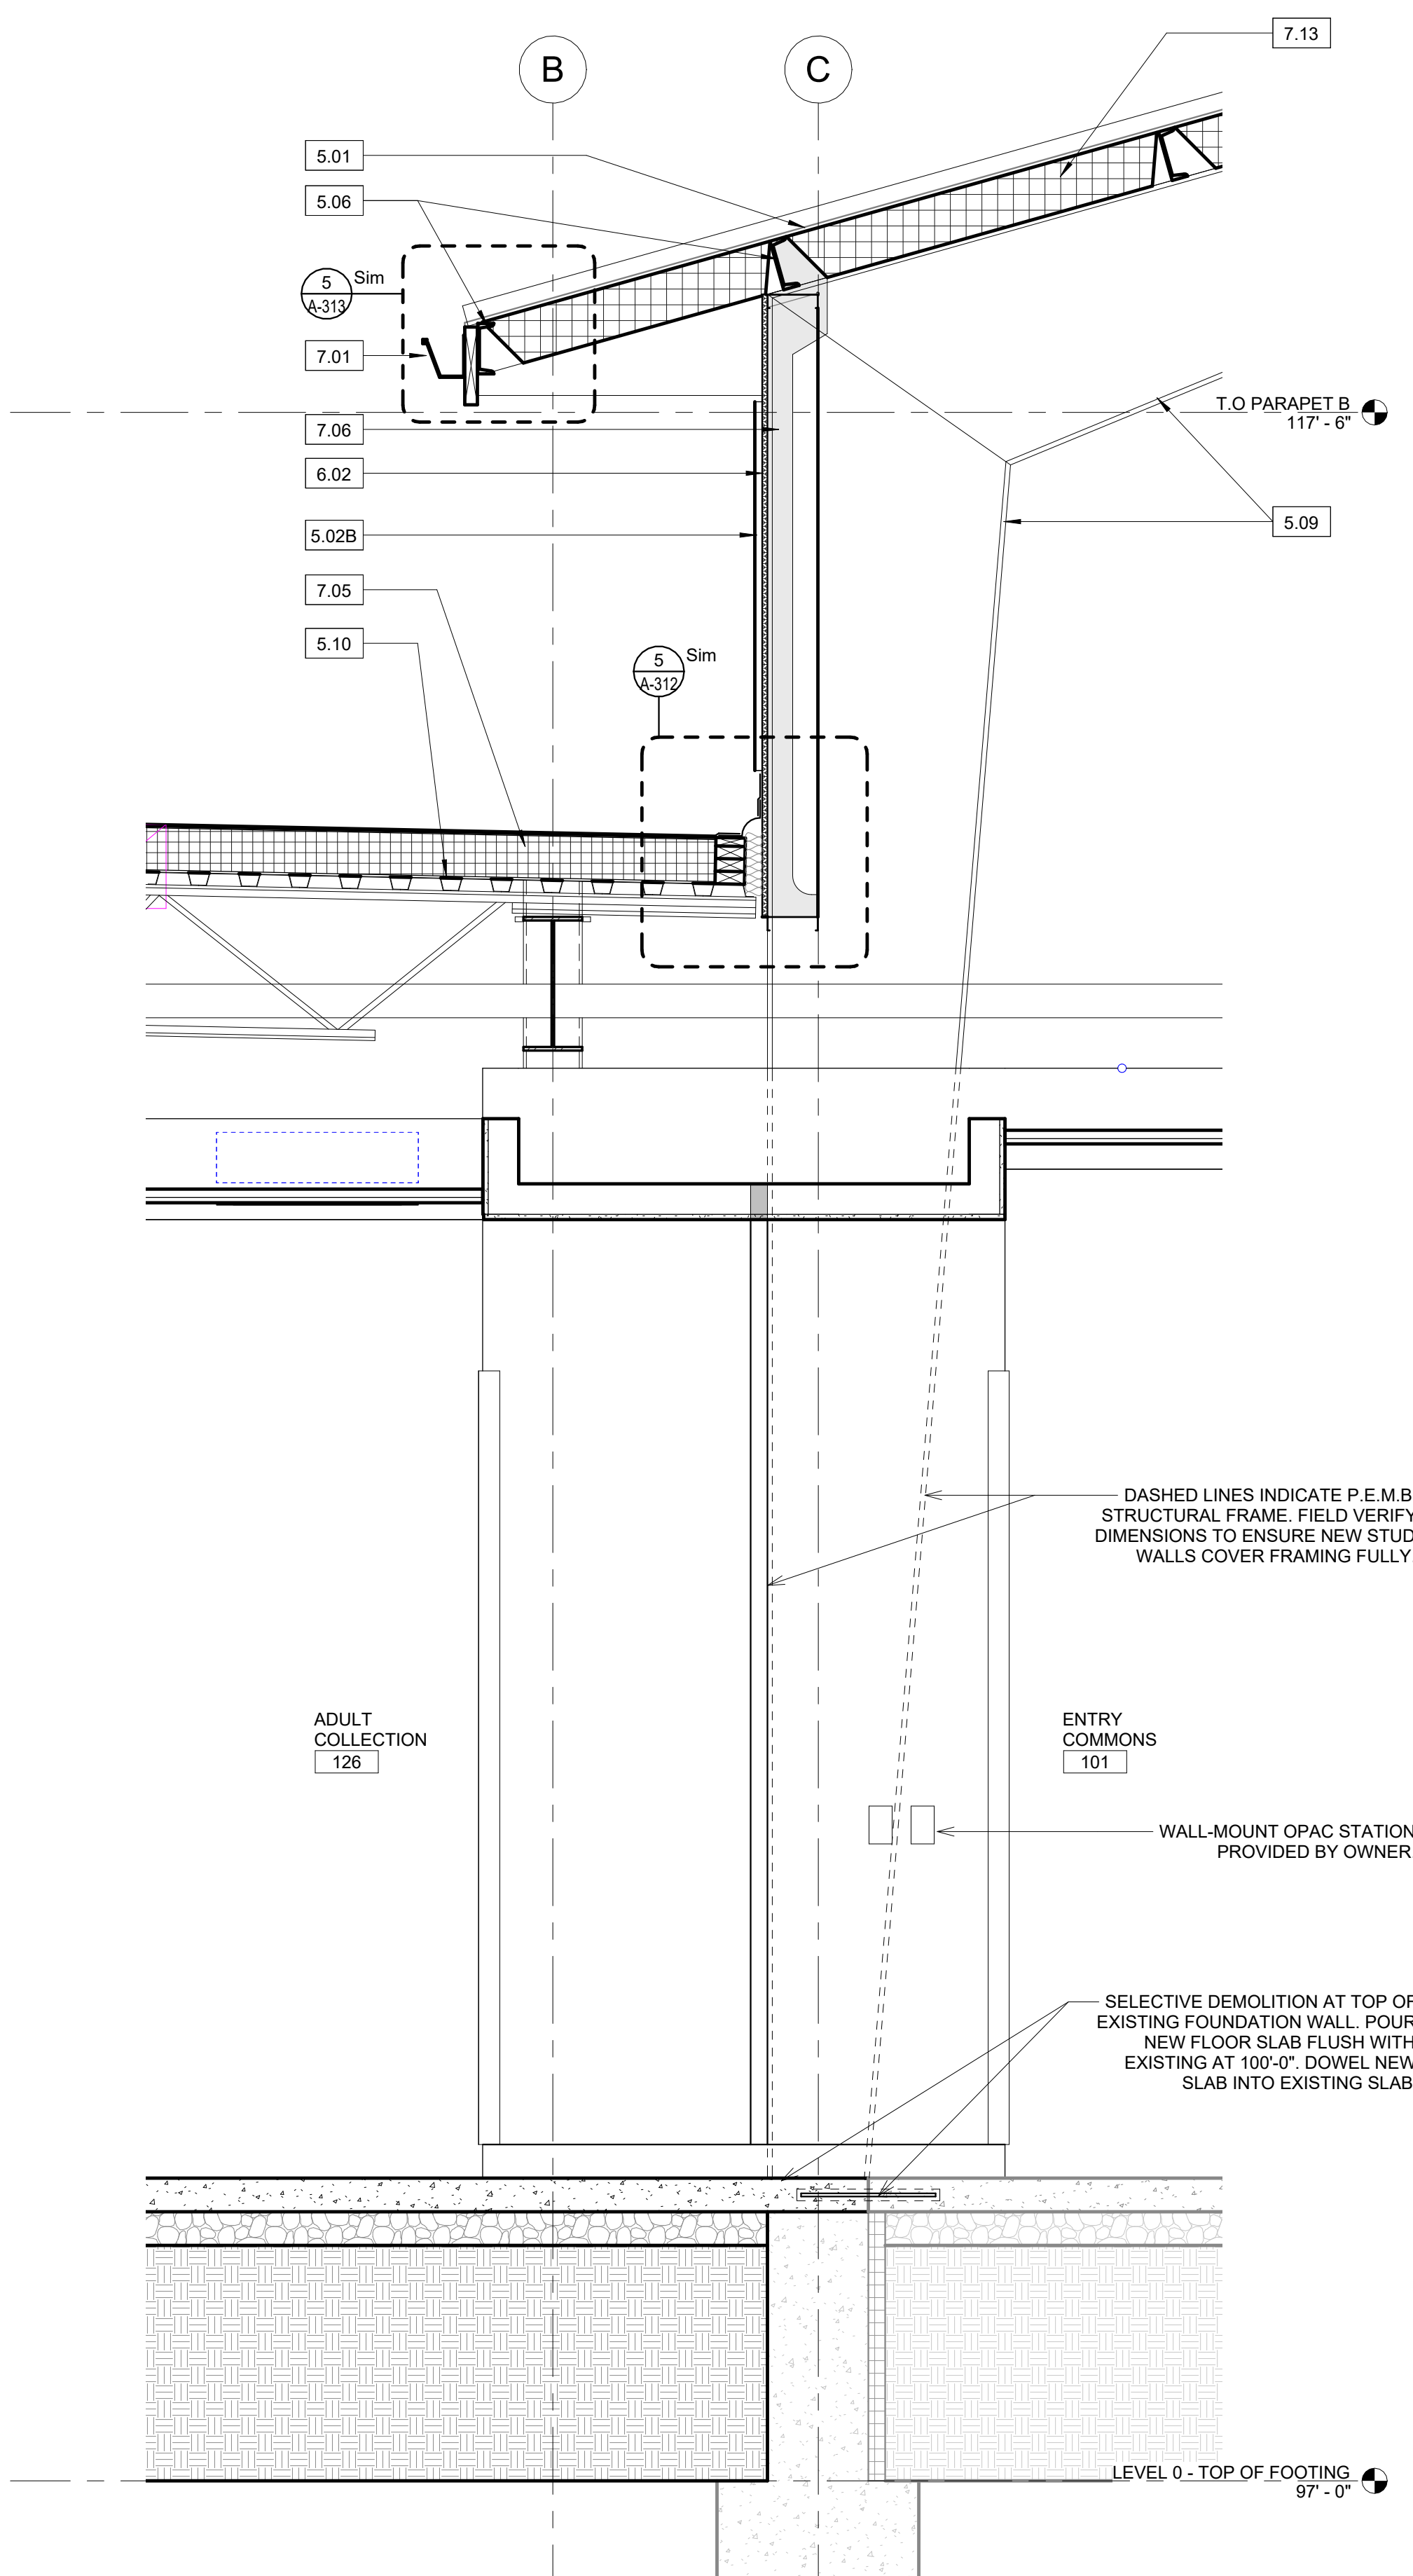 7.13
B
C
5.01
5.06
5
A-313
Sim
7.01
T.O PARAPET B
117' - 6"
7.06
6.02
5.09
5.02B
7.05
5.10
5
A-312
Sim
DASHED LINES INDICATE P.E.M.B
STRUCTURAL FRAME. FIELD VERIFY
DIMENSIONS TO ENSURE NEW STUD
WALLS COVER FRAMING FULLY
ADULT
COLLECTION
126
ENTRY
COMMONS
101
WALL-MOUNT OPAC STATION
PROVIDED BY OWNER
SELECTIVE DEMOLITION AT TOP OF
EXISTING FOUNDATION WALL. POUR
NEW FLOOR SLAB FLUSH WITH
EXISTING AT 100'-0". DOWEL NEW
SLAB INTO EXISTING SLAB
LEVEL 0 - TOP OF FOOTING
97' - 0"